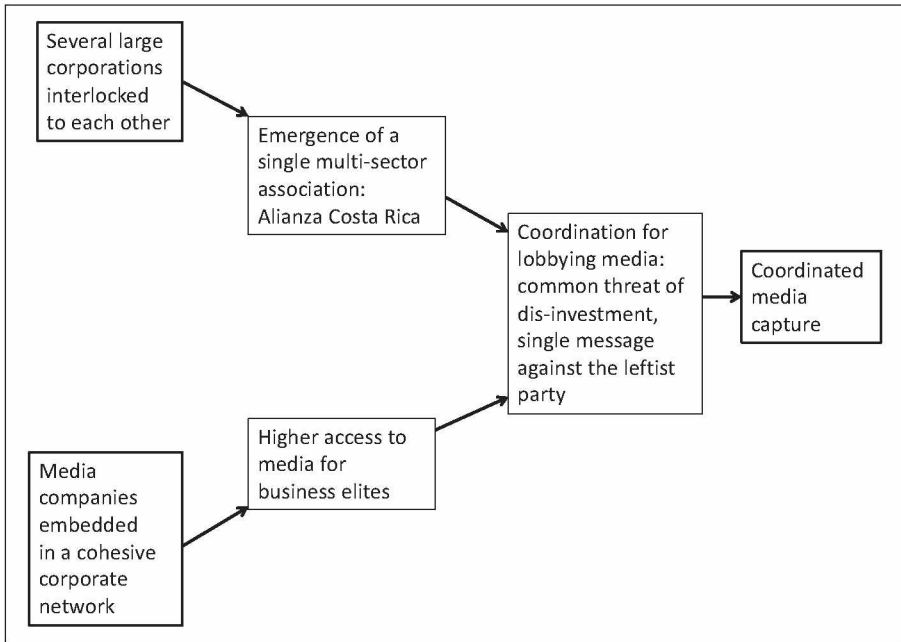 Several large
corporations
interlocked
to each other
Emergence of a
single multi-sector
association:
Alianza Costa Rica
Coordination for
lobbying media:
common threat of
dis-investment,
single message
against the leftist
party
Coordinated
media
capture
Higher access to
media for
business elites
Media
companies
embedded
in a cohesive
corporate
network